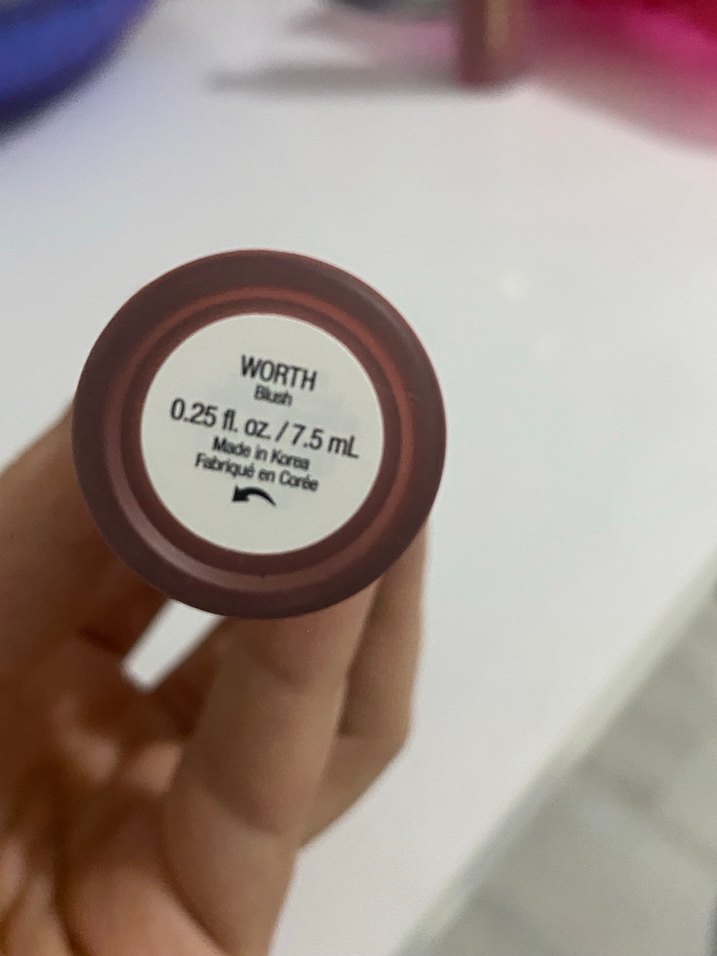 WORTH
Blush
0.25 fl. oz. / 7.5 mL
Made in Korea
Fabriqué en Corée